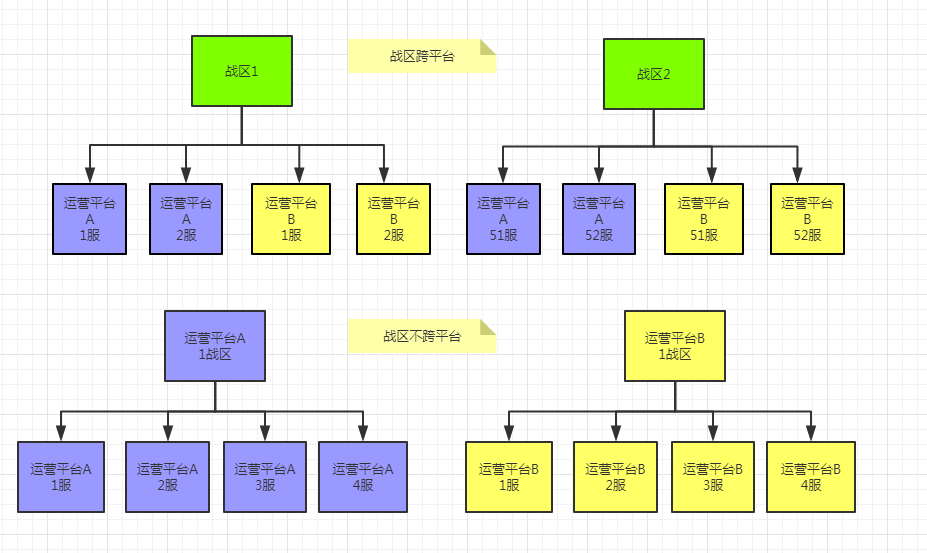 战区1
战区跨平台
战区2
运营平台
A
1服
运营平台
A
2服
运营平台
B
1服
运营平台
B
2服
运营平台
A
51服
运营平台
A
52服
运营平台
B
51服
运营平台
B
52服
运营平台A
1战区
战区不跨平台
运营平台B
1战区
运营平台A
1服
运营平台A
2服
运营平台A
3服
运营平台A
4服
运营平台B
1服
运营平台B
2服
运营平台B
3服
运营平台B
4服